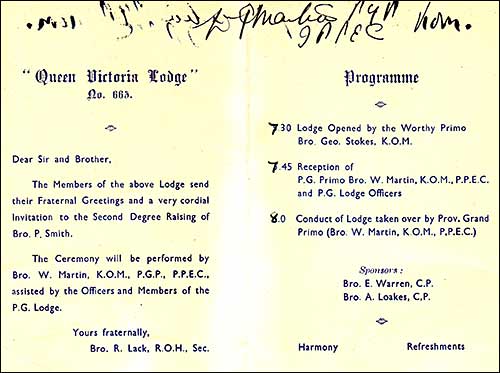 "Queen Victoria Lodge"
No. 665.
Dear Sir and Brother,
The Members of the above Lodge send
their Fraternal Greetings and a very cordial
Invitation to the Second Degree Raising of
Bro. P. Smith.
The Ceremony will be performed by
Bro. W. Martin, K.O.M., P.G.P., P.P.E.C.,
assisted by the Officers and Members of the
P.G. Lodge.
Yours fraternally,
Bro. R. Lack, R.O.H., Sec.
Kom.
Programme
7.30 Lodge Opened by the Worthy Primo
Bro. Geo. Stokes, K.O.M.
7.45 Reception of
P.G. Primo Bro. W. Martin, K.O.M., P.P.E.C.
and P.G. Lodge Officers
8.0 Conduct of Lodge taken over by Prov. Grand
Primo (Bro. W. Martin, K.O.M., P.P.E.C.)
Sponsors:
Bro. E. Warren, C.P.
Bro. A. Loakes, C.P.
Harmony Refreshments